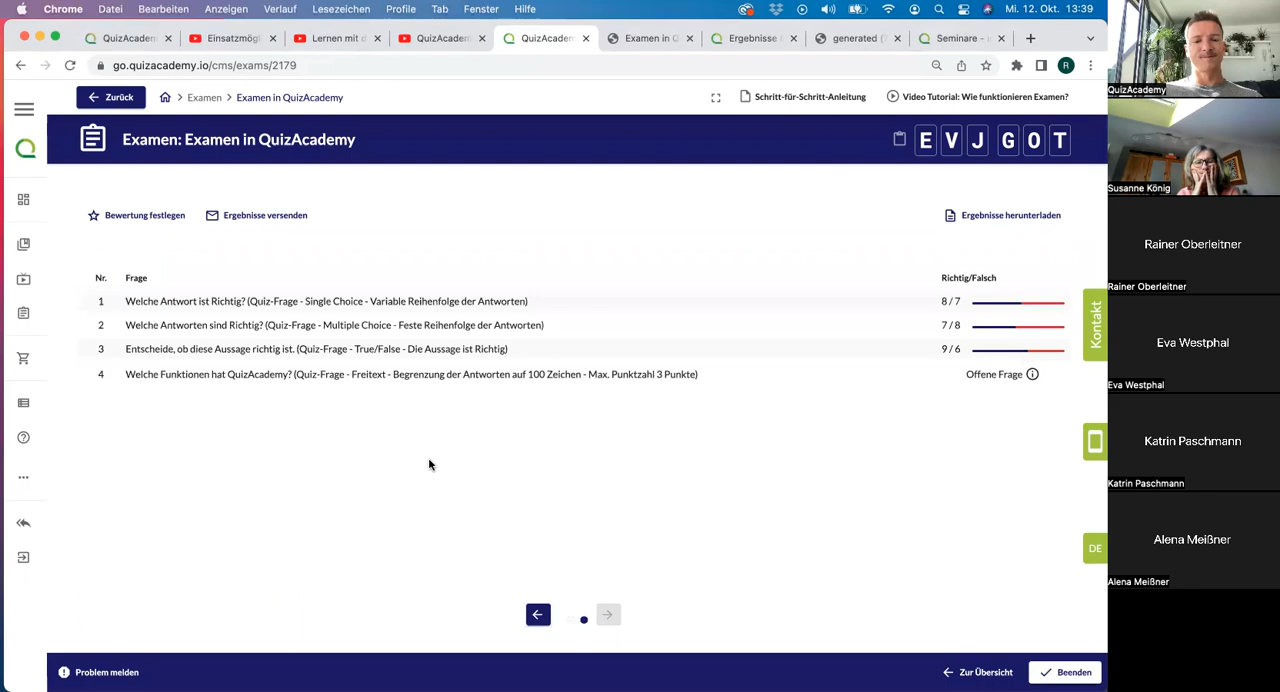 Chrome Datei Bearbeiten Anzeigen Verlauf Lesezeichen Profile Tab Fenster Hilfe Mi. 12. Okt. 13:39
QuizAcadem Einsatzmögl Lernen mit d QuizAcadem QuizAcadem Examen in Q Ergebnisse generated ( Seminare –
go.quizacademy.io/cms/exams/2179 R
Zurück Examen Examen in QuizAcademy Schritt-für-Schritt-Anleitung Video Tutorial: Wie funktionieren Examen?
Examen: Examen in QuizAcademy E V J G O T
Bewertung festlegen Ergebnisse versenden Ergebnisse herunterladen
Nr. Frage Richtig/Falsch
1 Welche Antwort ist Richtig? (Quiz-Frage - Single Choice - Variable Reihenfolge der Antworten) 8 / 7
2 Welche Antworten sind Richtig? (Quiz-Frage - Multiple Choice - Feste Reihenfolge der Antworten) 7 / 8
3 Entscheide, ob diese Aussage richtig ist. (Quiz-Frage - True/False - Die Aussage ist Richtig) 9 / 6
4 Welche Funktionen hat QuizAcademy? (Quiz-Frage - Freitext - Begrenzung der Antworten auf 100 Zeichen - Max. Punktzahl 3 Punkte) Offene Frage
Kontakt
DE
Problem melden Zur Übersicht Beenden
QuizAcademy
Susanne König
Rainer Oberleitner
Rainer Oberleitner
Eva Westphal
Eva Westphal
Katrin Paschmann
Katrin Paschmann
Alena Meißner
Alena Meißner